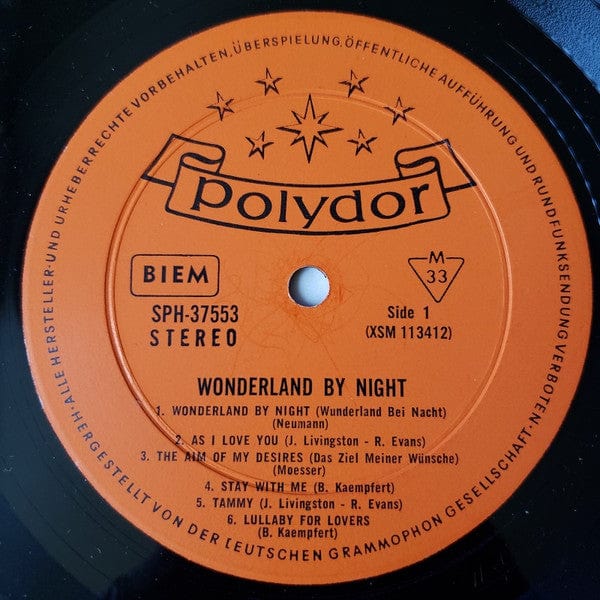 ·ALLE HERSTELLER-UND URHEBERRECHTE VORBEHALTEN, ÜBERSPIELUNG, ÖFFENTLICHE AUFFÜHRUNG UND RUNDFUNKSENDUNG VERBOTEN·
polydor
BIEM
M
33
SPH-37553
Side 1
STEREO
(XSM 113412)
WONDERLAND BY NIGHT
1. WONDERLAND BY NIGHT (Wunderland Bei Nacht)
(Neumann)
2. AS I LOVE YOU (J. Livingston - R. Evans)
3. THE AIM OF MY DESIRES (Das Ziel Meiner Wünsche)
(Moesser)
4. STAY WITH ME (B. Kaempfert)
5. TAMMY (J. Livingston - R. Evans)
6. LULLABY FOR LOVERS
(B. Kaempfert)
HERGESTELLT VON DER DEUTSCHEN GRAMMOPHON GESELLSCHAFT·